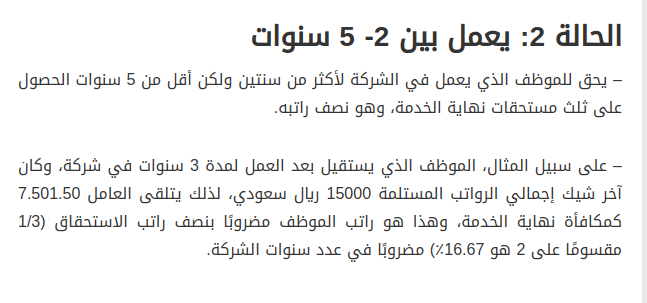 الحالة 2: يعمل بين 2- 5 سنوات
– يحق للموظف الذي يعمل في الشركة لأكثر من سنتين ولكن أقل من 5 سنوات الحصول
على ثلث مستحقات نهاية الخدمة، وهو نصف راتبه.
– على سبيل المثال، الموظف الذي يستقيل بعد العمل لمدة 3 سنوات في شركة، وكان
آخر شيك إجمالي الرواتب المستلمة 15000 ريال سعودي، لذلك يتلقى العامل 7.501.50
كمكافأة نهاية الخدمة، وهذا هو راتب الموظف مضروبًا بنصف راتب الاستحقاق (1/3
مقسومًا على 2 هو 16.67٪) مضروبًا في عدد سنوات الشركة.